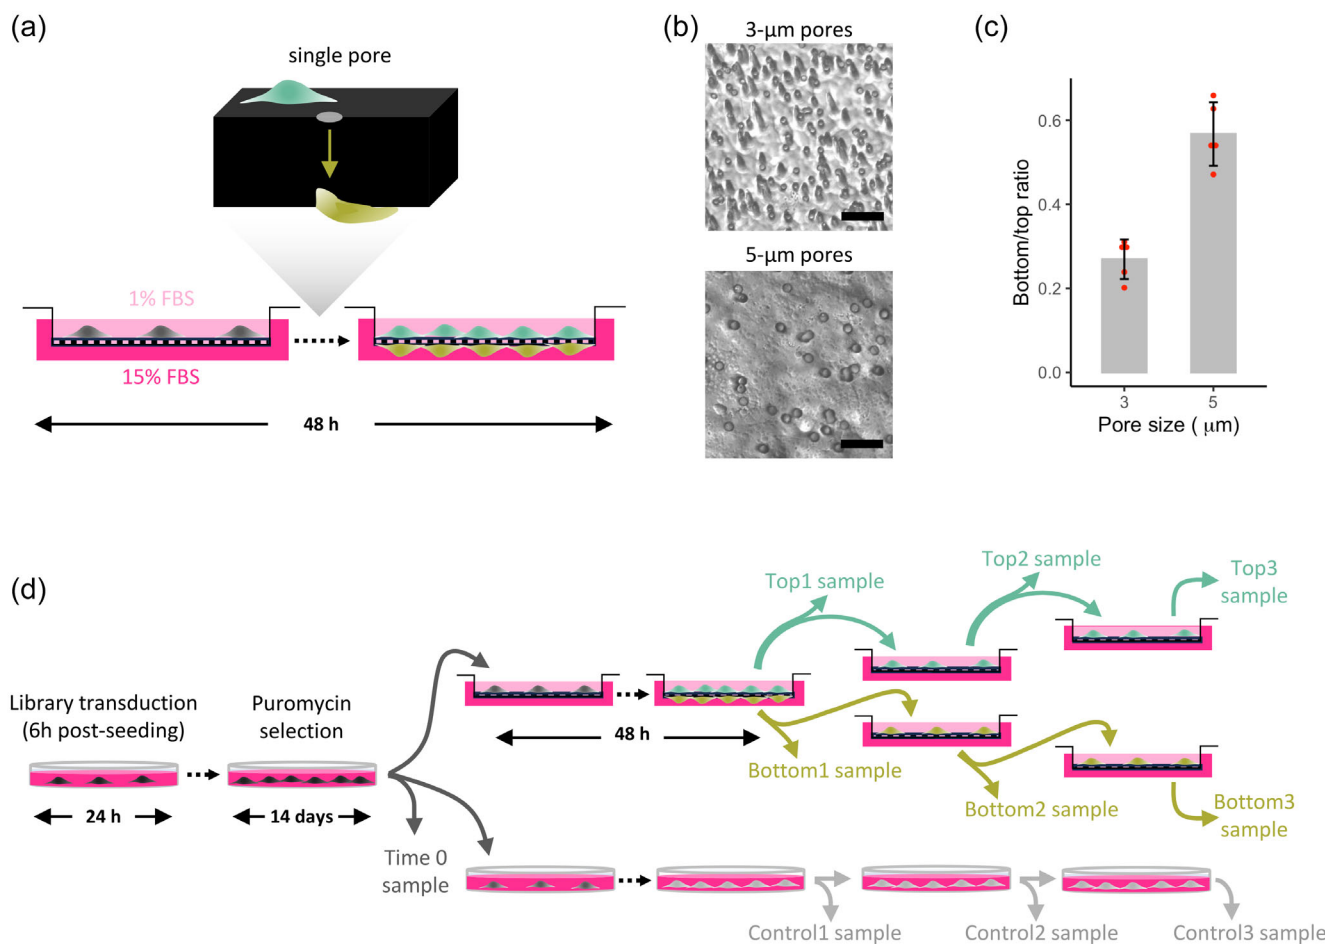 (a)
single pore
1% FBS
15% FBS
48 h
(b)
3-µm pores
5-µm pores
(c)
Bottom/top ratio
0.6
0.4
0.2
0.0
3
5
Pore size ( µm)
(d)
Library transduction
(6h post-seeding)
24 h
Puromycin
selection
14 days
Time 0
sample
48 h
Top1 sample
Top2 sample
Top3
sample
Bottom1 sample
Bottom2 sample
Bottom3
sample
Control1 sample
Control2 sample
Control3 sample